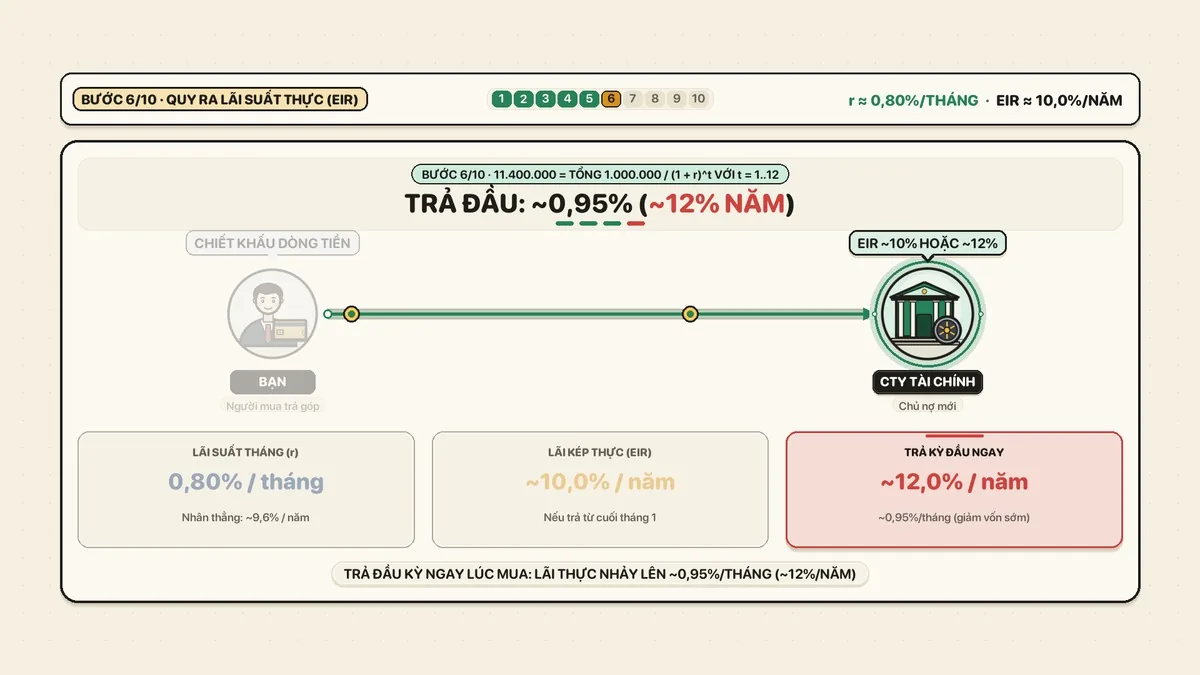 BƯỚC 6/10 · QUY RA LÃI SUẤT THỰC (EIR)
1 2 3 4 5 6 7 8 9 10
r ≈ 0,80%/THÁNG · EIR ≈ 10,0%/NĂM
BƯỚC 6/10 · 11.400.000 = TỔNG 1.000.000 / (1 + r)^t VỚI t = 1..12
TRẢ ĐẦU: ~0,95% (~12% NĂM)
CHIẾT KHẤU DÒNG TIỀN
EIR ~10% HOẶC ~12%
BẠN
Người mua trả góp
CTY TÀI CHÍNH
Chủ nợ mới
LÃI SUẤT THÁNG (r)
0,80% / tháng
Nhân thẳng: ~9,6% / năm
LÃI KÉP THỰC (EIR)
~10,0% / năm
Nếu trả từ cuối tháng 1
TRẢ KỲ ĐẦU NGAY
~12,0% / năm
~0,95%/tháng (giảm vốn sớm)
TRẢ ĐẦU KỲ NGAY LÚC MUA: LÃI THỰC NHẢY LÊN ~0,95%/THÁNG (~12%/NĂM)